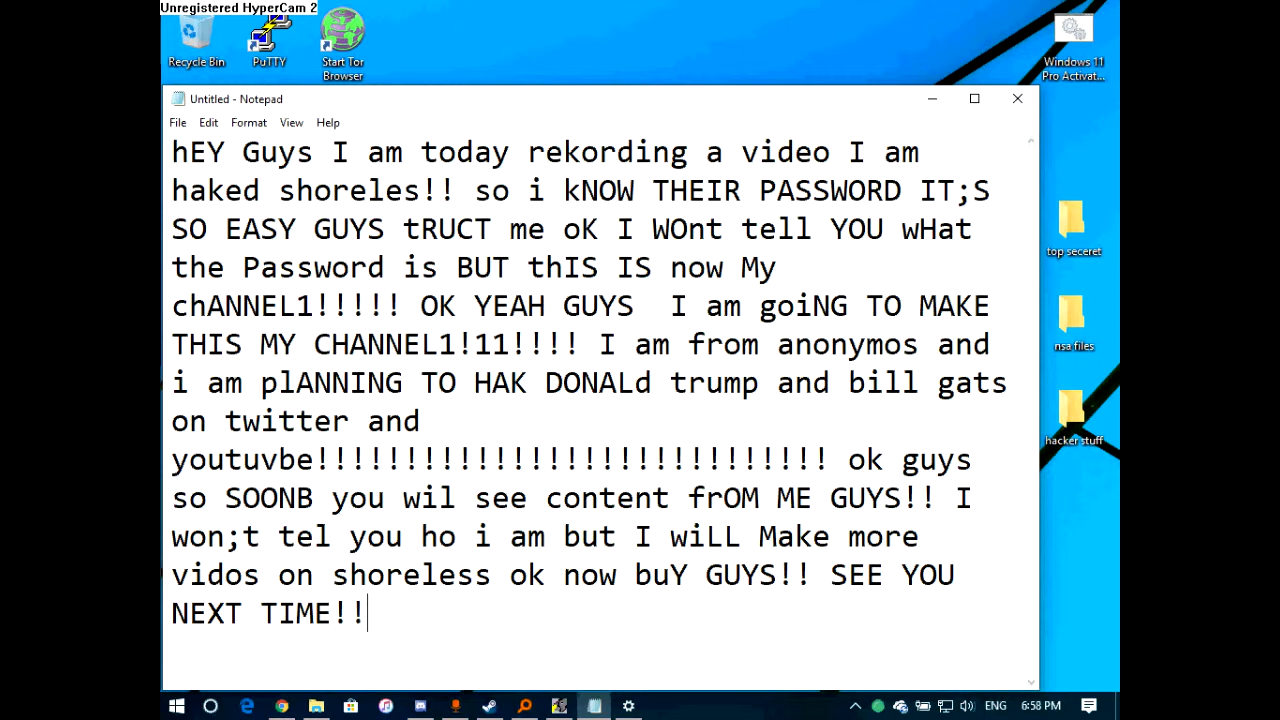 Unregistered HyperCam 2
Recycle Bin
PuTTY
Start Tor
Browser
Windows 11
Pro Activat...
Untitled - Notepad
File Edit Format View Help
hEY Guys I am today rekording a video I am
haked shoreles!! so i kNOW THEIR PASSWORD IT;S
SO EASY GUYS tRUCT me oK I WOnt tell YOU wHat
the Password is BUT thIS IS now My
chANNEL1!!!!! OK YEAH GUYS  I am goiNG TO MAKE
THIS MY CHANNEL1!11!!!! I am from anonymos and
i am plANNING TO HAK DONALd trump and bill gats
on twitter and
youtuvbe!!!!!!!!!!!!!!!!!!!!!!!!!!!!! ok guys
so SOONB you wil see content frOM ME GUYS!! I
won;t tel you ho i am but I wiLL Make more
vidos on shoreless ok now buY GUYS!! SEE YOU
NEXT TIME!!
top seceret
nsa files
hacker stuff
ENG 6:58 PM